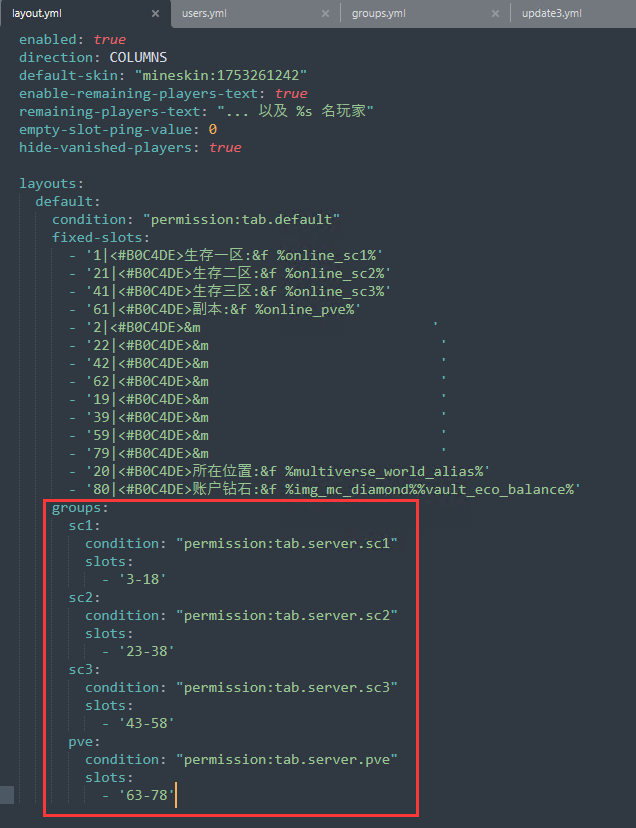 layout.yml × users.yml × groups.yml × update3.yml
enabled: true
direction: COLUMNS
default-skin: "mineskin:1753261242"
enable-remaining-players-text: true
remaining-players-text: "... 以及 %s 名玩家"
empty-slot-ping-value: 0
hide-vanished-players: true
layouts:
default:
condition: "permission:tab.default"
fixed-slots:
- '1|<#B0C4DE>生存一区:&f %online_sc1%'
- '21|<#B0C4DE>生存二区:&f %online_sc2%'
- '41|<#B0C4DE>生存三区:&f %online_sc3%'
- '61|<#B0C4DE>副本:&f %online_pve%'
- '2|<#B0C4DE>&m                            '
- '22|<#B0C4DE>&m                            '
- '42|<#B0C4DE>&m                            '
- '62|<#B0C4DE>&m                            '
- '19|<#B0C4DE>&m                            '
- '39|<#B0C4DE>&m                            '
- '59|<#B0C4DE>&m                            '
- '79|<#B0C4DE>&m                            '
- '20|<#B0C4DE>所在位置:&f %multiverse_world_alias%'
- '80|<#B0C4DE>账户钻石:&f %img_mc_diamond%%vault_eco_balance%'
groups:
sc1:
condition: "permission:tab.server.sc1"
slots:
- '3-18'
sc2:
condition: "permission:tab.server.sc2"
slots:
- '23-38'
sc3:
condition: "permission:tab.server.sc3"
slots:
- '43-58'
pve:
condition: "permission:tab.server.pve"
slots:
- '63-78'